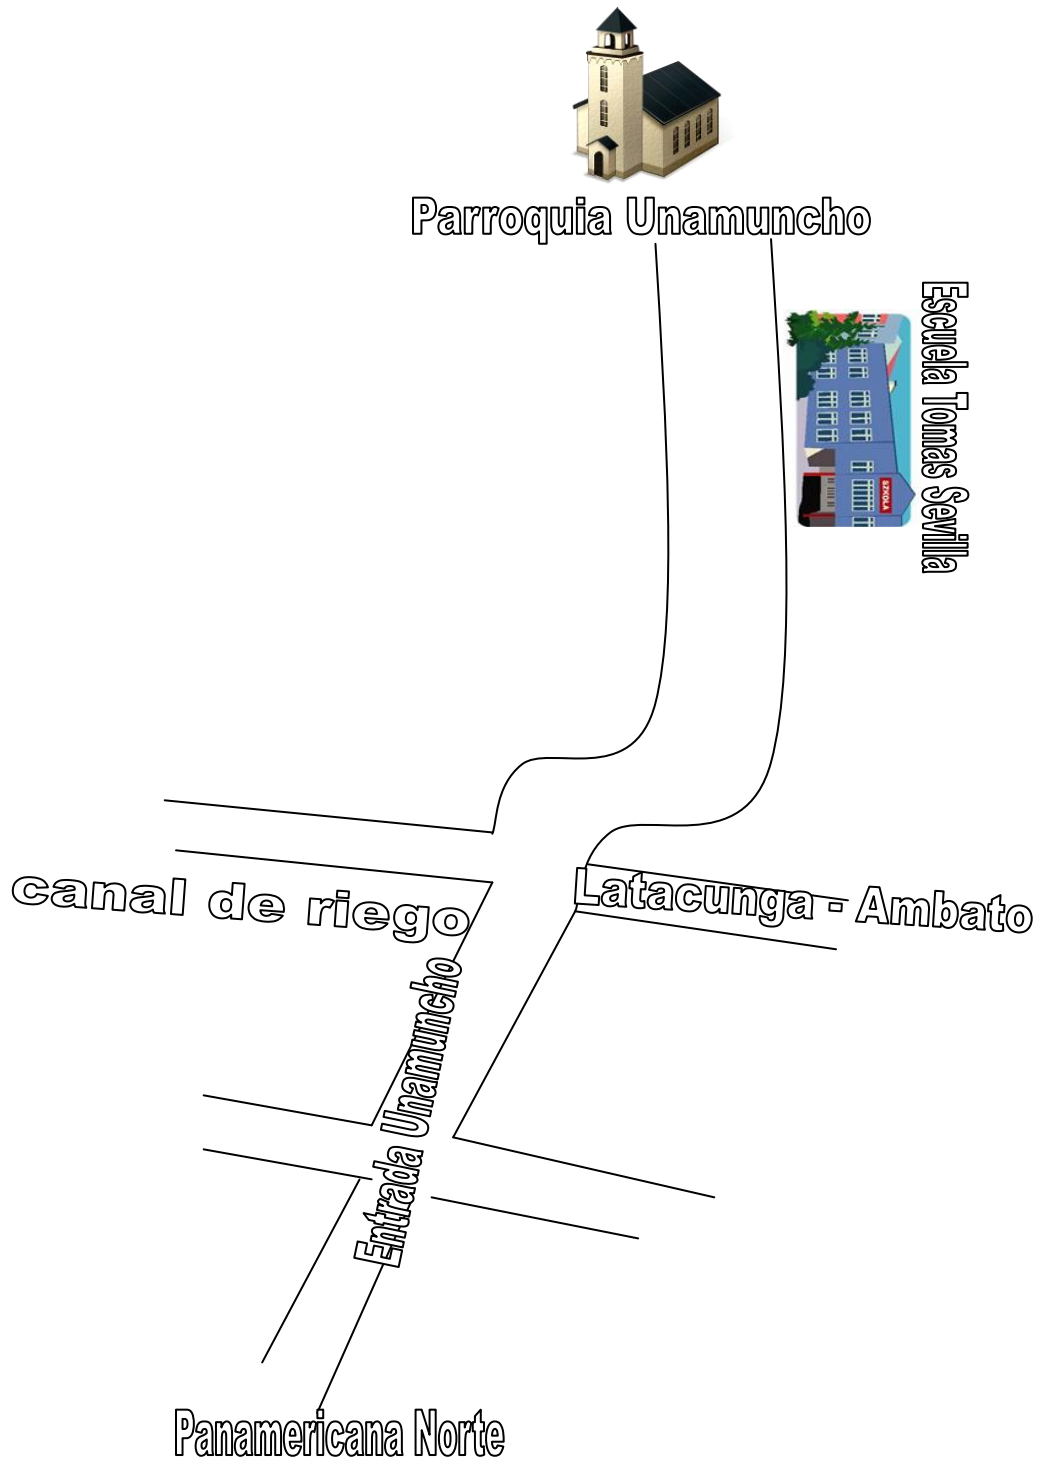 Parroquia Unamuncho
Escuela Tomas Sevilla
SZKOLA
canal de riego
Latacunga - Ambato
Entrada Unamuncho
Panamericana Norte